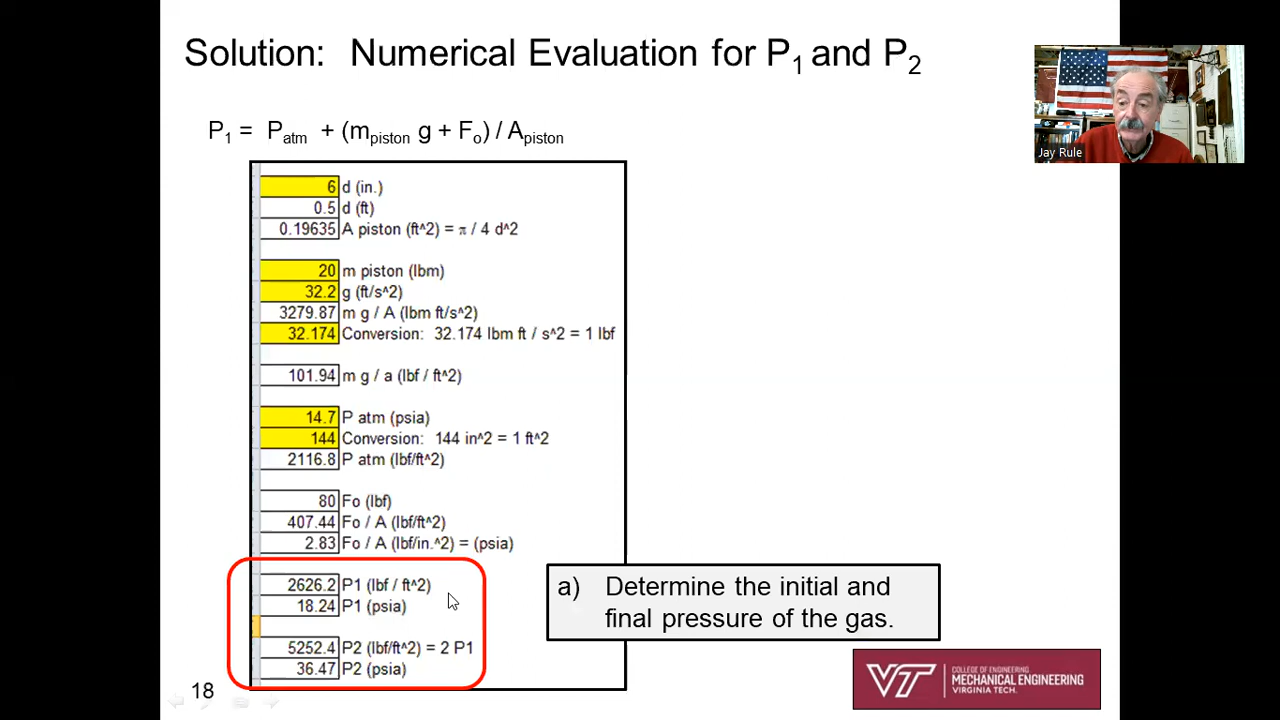 Solution: Numerical Evaluation for P1 and P2
Jay Rule
P1 = Patm + (mpiston g + Fo) / Apiston
6 d (in.)
0.5 d (ft)
0.19635 A piston (ft^2) = π / 4 d^2
20 m piston (lbm)
32.2 g (ft/s^2)
3279.87 m g / A (lbm ft/s^2)
32.174 Conversion: 32.174 lbm ft / s^2 = 1 lbf
101.94 m g / a (lbf / ft^2)
14.7 P atm (psia)
144 Conversion: 144 in^2 = 1 ft^2
2116.8 P atm (lbf/ft^2)
80 Fo (lbf)
407.44 Fo / A (lbf/ft^2)
2.83 Fo / A (lbf/in.^2) = (psia)
2626.2 P1 (lbf / ft^2)
18.24 P1 (psia)
5252.4 P2 (lbf/ft^2) = 2 P1
36.47 P2 (psia)
a) Determine the initial and
final pressure of the gas.
18
VT
COLLEGE OF ENGINEERING
MECHANICAL ENGINEERING
VIRGINIA TECH.